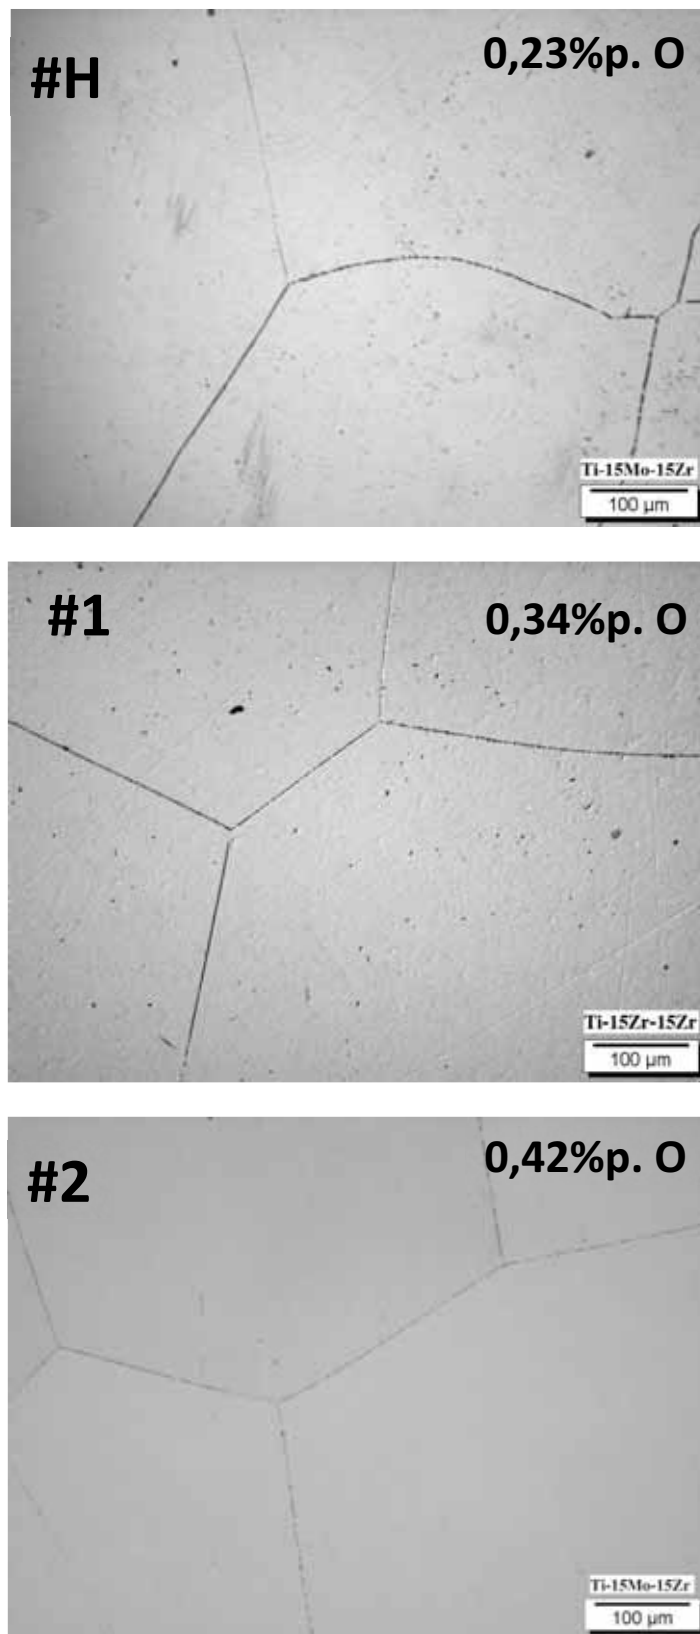 #H
0,23%p. O
Ti-15Mo-15Zr
100 µm
#1
0,34%p. O
Ti-15Zr-15Zr
100 µm
#2
0,42%p. O
Ti-15Mo-15Zr
100 µm